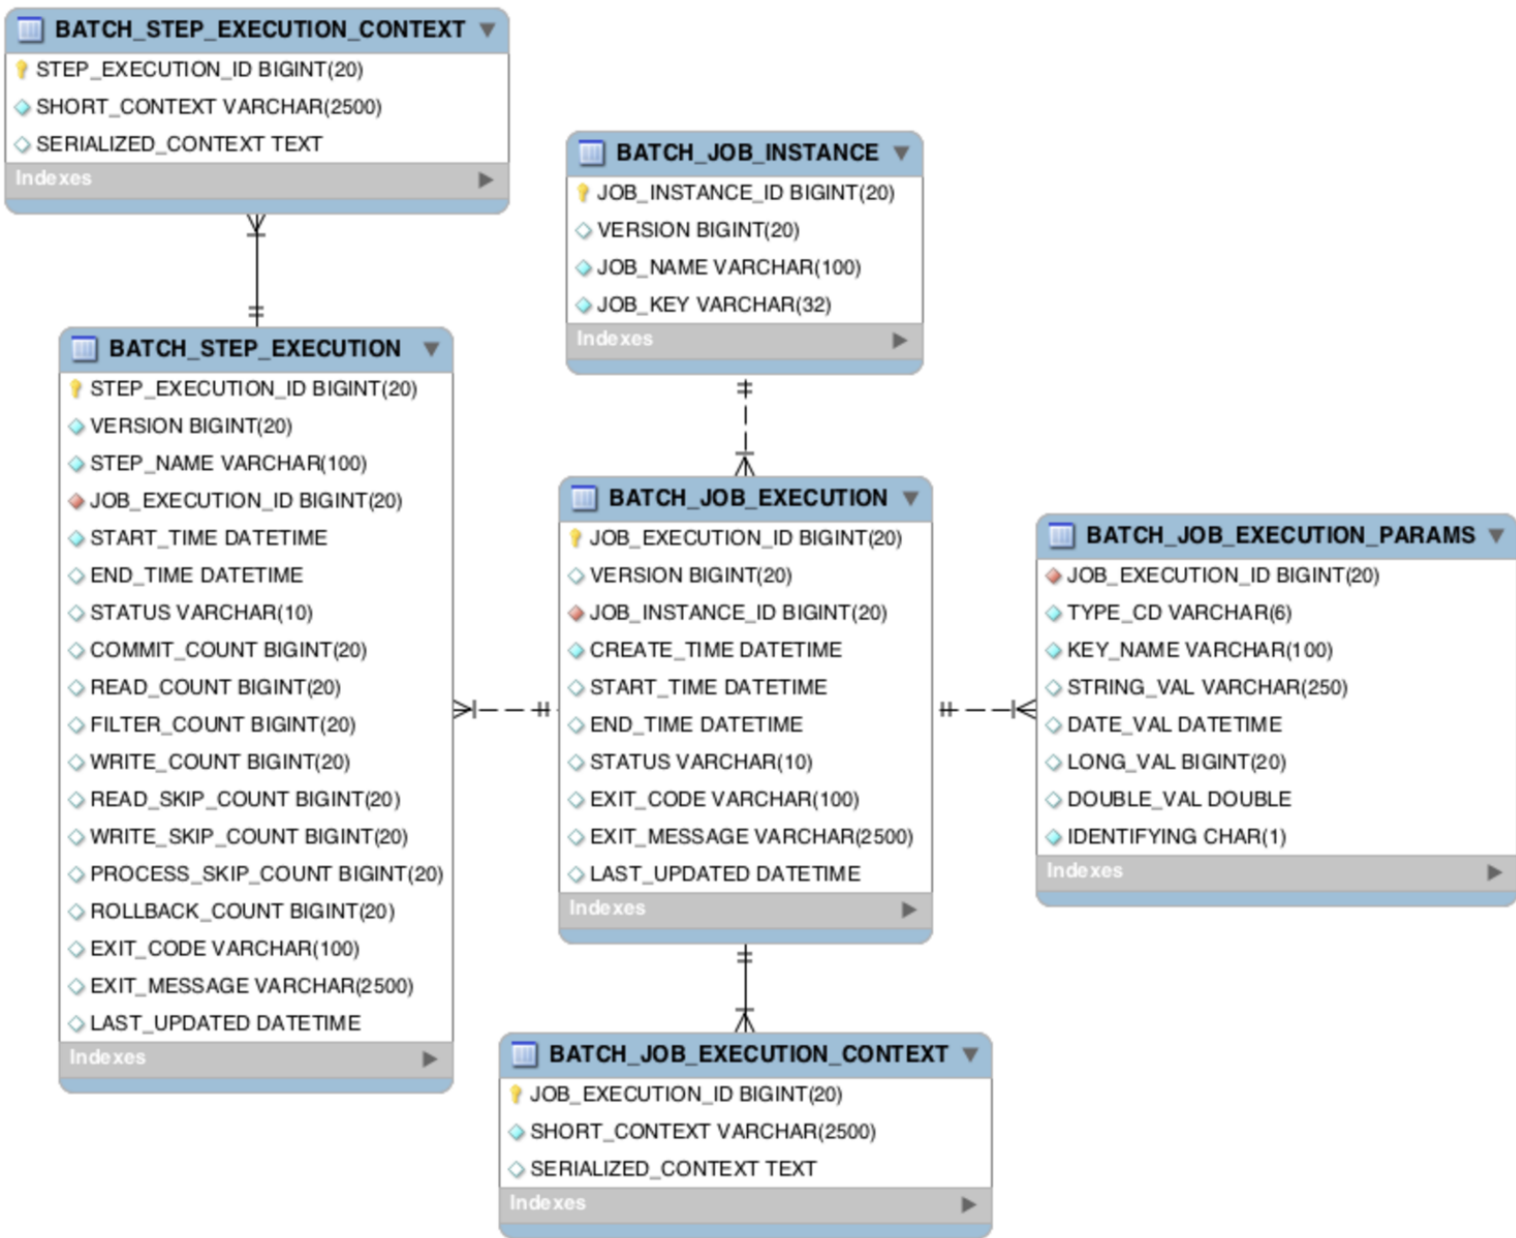 BATCH_STEP_EXECUTION_CONTEXT
STEP_EXECUTION_ID BIGINT(20)
SHORT_CONTEXT VARCHAR(2500)
SERIALIZED_CONTEXT TEXT
Indexes
BATCH_JOB_INSTANCE
JOB_INSTANCE_ID BIGINT(20)
VERSION BIGINT(20)
JOB_NAME VARCHAR(100)
JOB_KEY VARCHAR(32)
Indexes
BATCH_STEP_EXECUTION
STEP_EXECUTION_ID BIGINT(20)
VERSION BIGINT(20)
STEP_NAME VARCHAR(100)
JOB_EXECUTION_ID BIGINT(20)
START_TIME DATETIME
END_TIME DATETIME
STATUS VARCHAR(10)
COMMIT_COUNT BIGINT(20)
READ_COUNT BIGINT(20)
FILTER_COUNT BIGINT(20)
WRITE_COUNT BIGINT(20)
READ_SKIP_COUNT BIGINT(20)
WRITE_SKIP_COUNT BIGINT(20)
PROCESS_SKIP_COUNT BIGINT(20)
ROLLBACK_COUNT BIGINT(20)
EXIT_CODE VARCHAR(100)
EXIT_MESSAGE VARCHAR(2500)
LAST_UPDATED DATETIME
Indexes
BATCH_JOB_EXECUTION
JOB_EXECUTION_ID BIGINT(20)
VERSION BIGINT(20)
JOB_INSTANCE_ID BIGINT(20)
CREATE_TIME DATETIME
START_TIME DATETIME
END_TIME DATETIME
STATUS VARCHAR(10)
EXIT_CODE VARCHAR(100)
EXIT_MESSAGE VARCHAR(2500)
LAST_UPDATED DATETIME
Indexes
BATCH_JOB_EXECUTION_PARAMS
JOB_EXECUTION_ID BIGINT(20)
TYPE_CD VARCHAR(6)
KEY_NAME VARCHAR(100)
STRING_VAL VARCHAR(250)
DATE_VAL DATETIME
LONG_VAL BIGINT(20)
DOUBLE_VAL DOUBLE
IDENTIFYING CHAR(1)
Indexes
BATCH_JOB_EXECUTION_CONTEXT
JOB_EXECUTION_ID BIGINT(20)
SHORT_CONTEXT VARCHAR(2500)
SERIALIZED_CONTEXT TEXT
Indexes